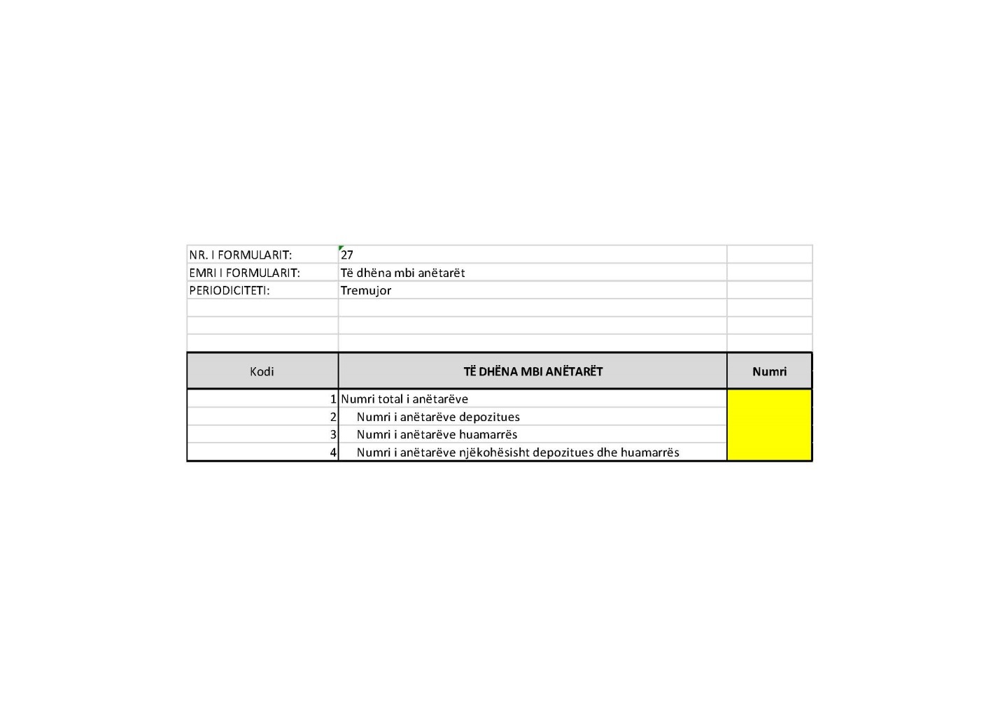 NR. I FORMULARIT: 27
EMRI I FORMULARIT: Të dhëna mbi anëtarët
PERIODICITETI: Tremujor
Kodi TË DHËNA MBI ANËTARËT Numri
1 Numri total i anëtarëve
2 Numri i anëtarëve depozitues
3 Numri i anëtarëve huamarrës
4 Numri i anëtarëve njëkohësisht depozitues dhe huamarrës